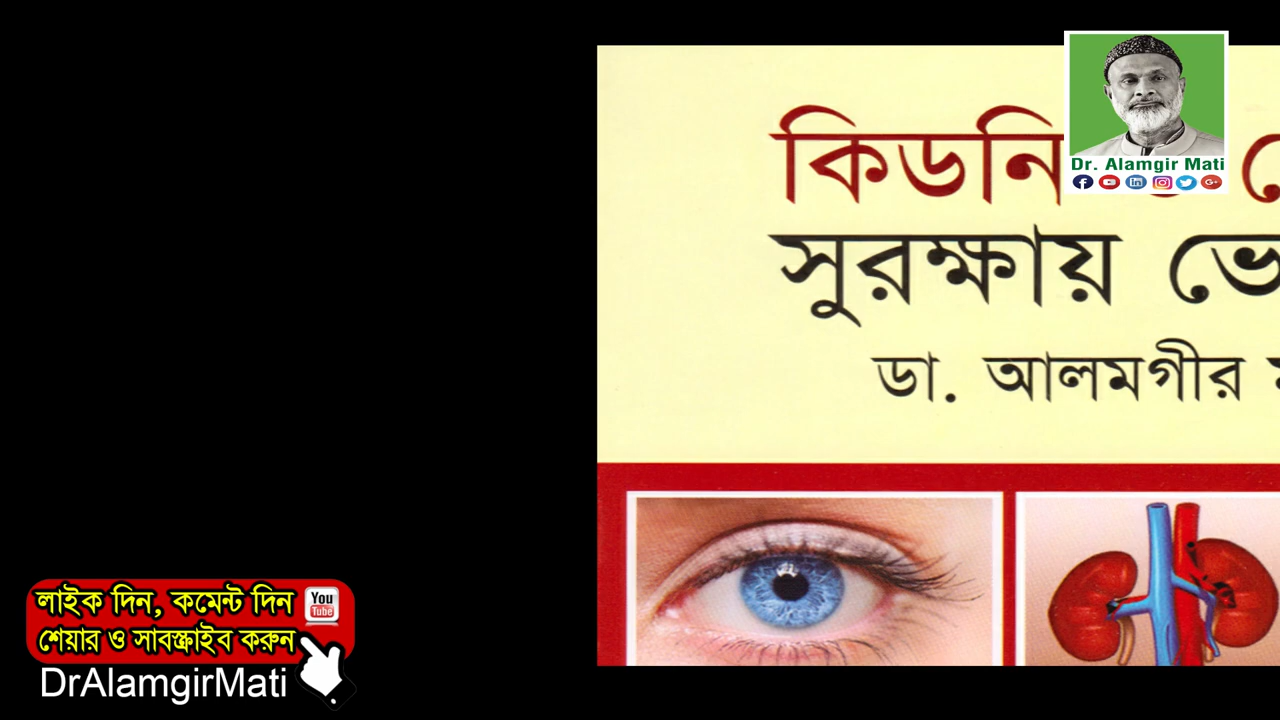 কিডনি
সুরক্ষায়
ডা. আলমগীর
Dr. Alamgir Mati
লাইক দিন, কমেন্ট দিন
You
Tube
শেয়ার ও সাবস্ক্রাইব করুন
DrAlamgirMati